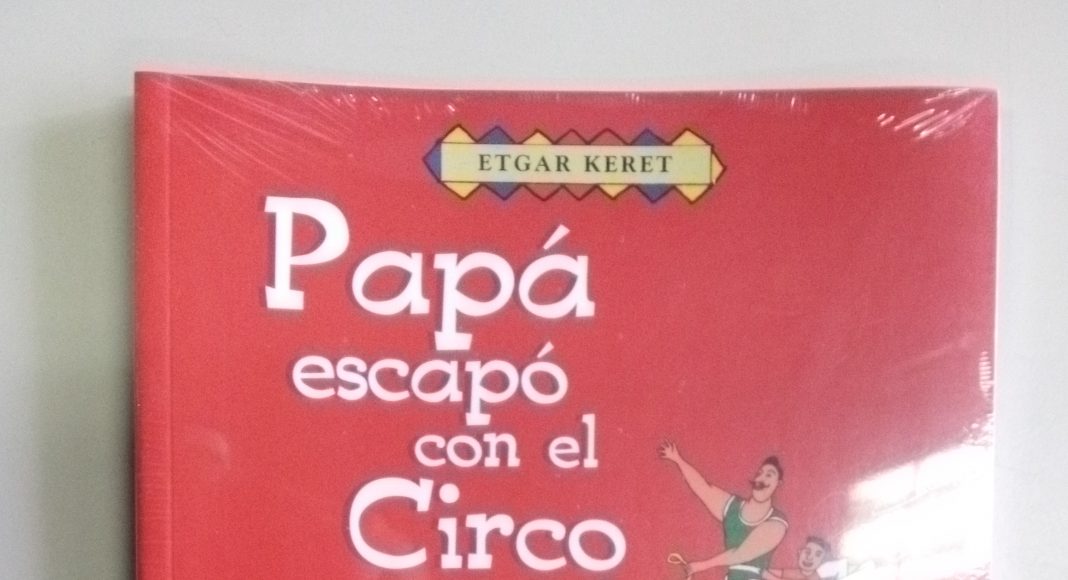 ETGAR KERET
Papá
escapó
con el
Circo